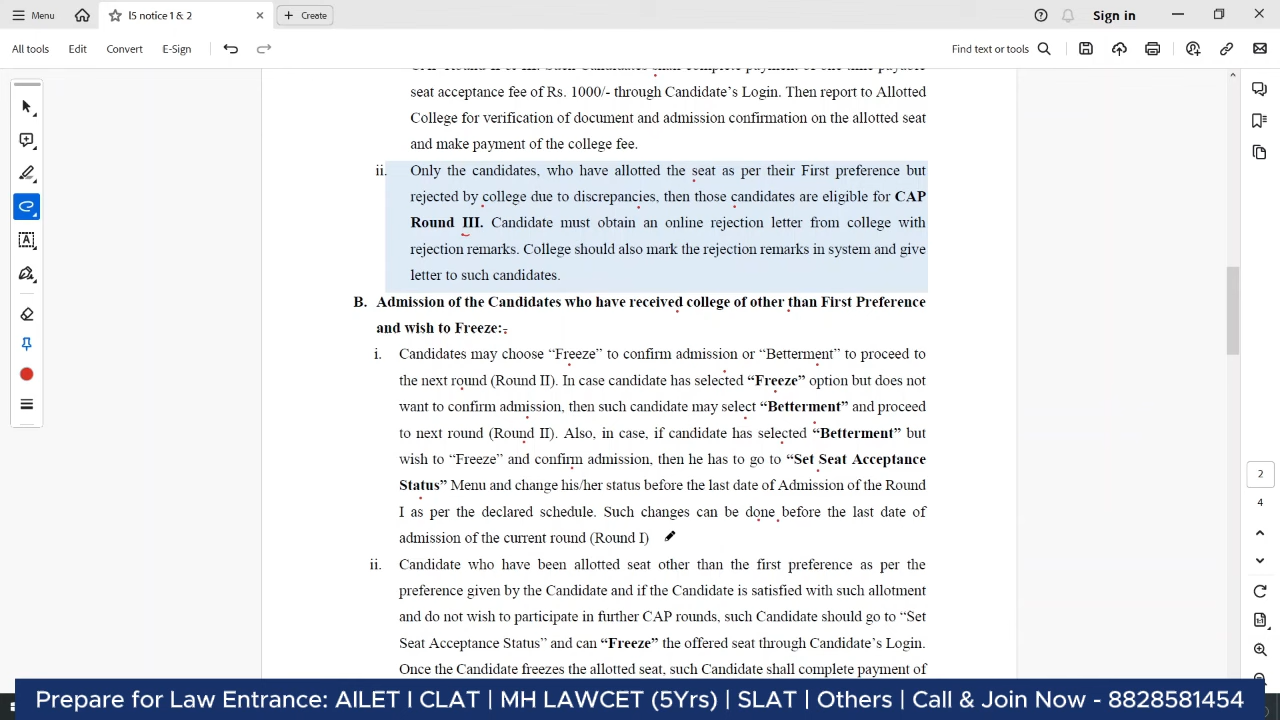 Menu
l5 notice 1 & 2
Create
Sign in
All tools
Edit
Convert
E-Sign
Find text or tools
seat acceptance fee of Rs. 1000/- through Candidate’s Login. Then report to Allotted
College for verification of document and admission confirmation on the allotted seat
and make payment of the college fee.
ii. Only the candidates, who have allotted the seat as per their First preference but
rejected by college due to discrepancies, then those candidates are eligible for CAP
Round III. Candidate must obtain an online rejection letter from college with
rejection remarks. College should also mark the rejection remarks in system and give
letter to such candidates.
B. Admission of the Candidates who have received college of other than First Preference
and wish to Freeze:-
i. Candidates may choose “Freeze” to confirm admission or “Betterment” to proceed to
the next round (Round II). In case candidate has selected “Freeze” option but does not
want to confirm admission, then such candidate may select “Betterment” and proceed
to next round (Round II). Also, in case, if candidate has selected “Betterment” but
wish to “Freeze” and confirm admission, then he has to go to “Set Seat Acceptance
Status” Menu and change his/her status before the last date of Admission of the Round
I as per the declared schedule. Such changes can be done before the last date of
admission of the current round (Round I)
ii. Candidate who have been allotted seat other than the first preference as per the
preference given by the Candidate and if the Candidate is satisfied with such allotment
and do not wish to participate in further CAP rounds, such Candidate should go to “Set
Seat Acceptance Status” and can “Freeze” the offered seat through Candidate’s Login.
Once the Candidate freezes the allotted seat, such Candidate shall complete payment of
2
4
Prepare for Law Entrance: AILET I CLAT | MH LAWCET (5Yrs) | SLAT | Others | Call & Join Now - 8828581454